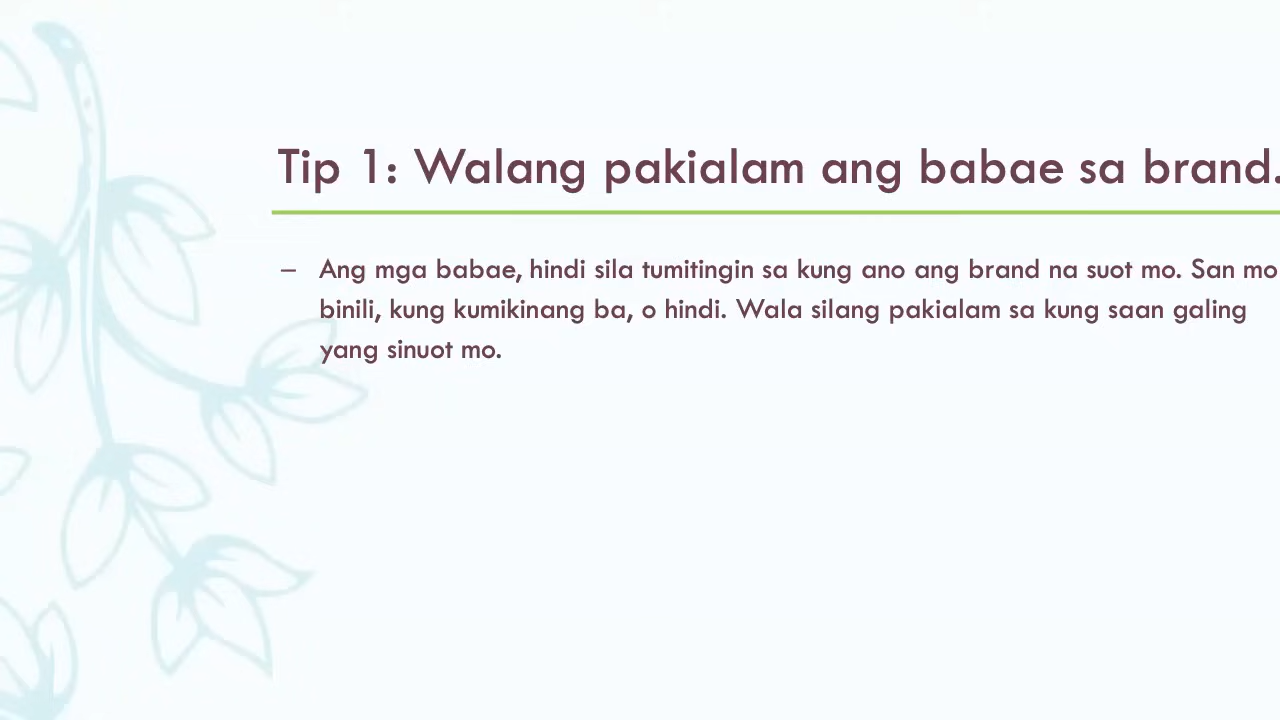 Tip 1: Walang pakialam ang babae sa brand.
– Ang mga babae, hindi sila tumitingin sa kung ano ang brand na suot mo. San mo
binili, kung kumikinang ba, o hindi. Wala silang pakialam sa kung saan galing
yang sinuot mo.